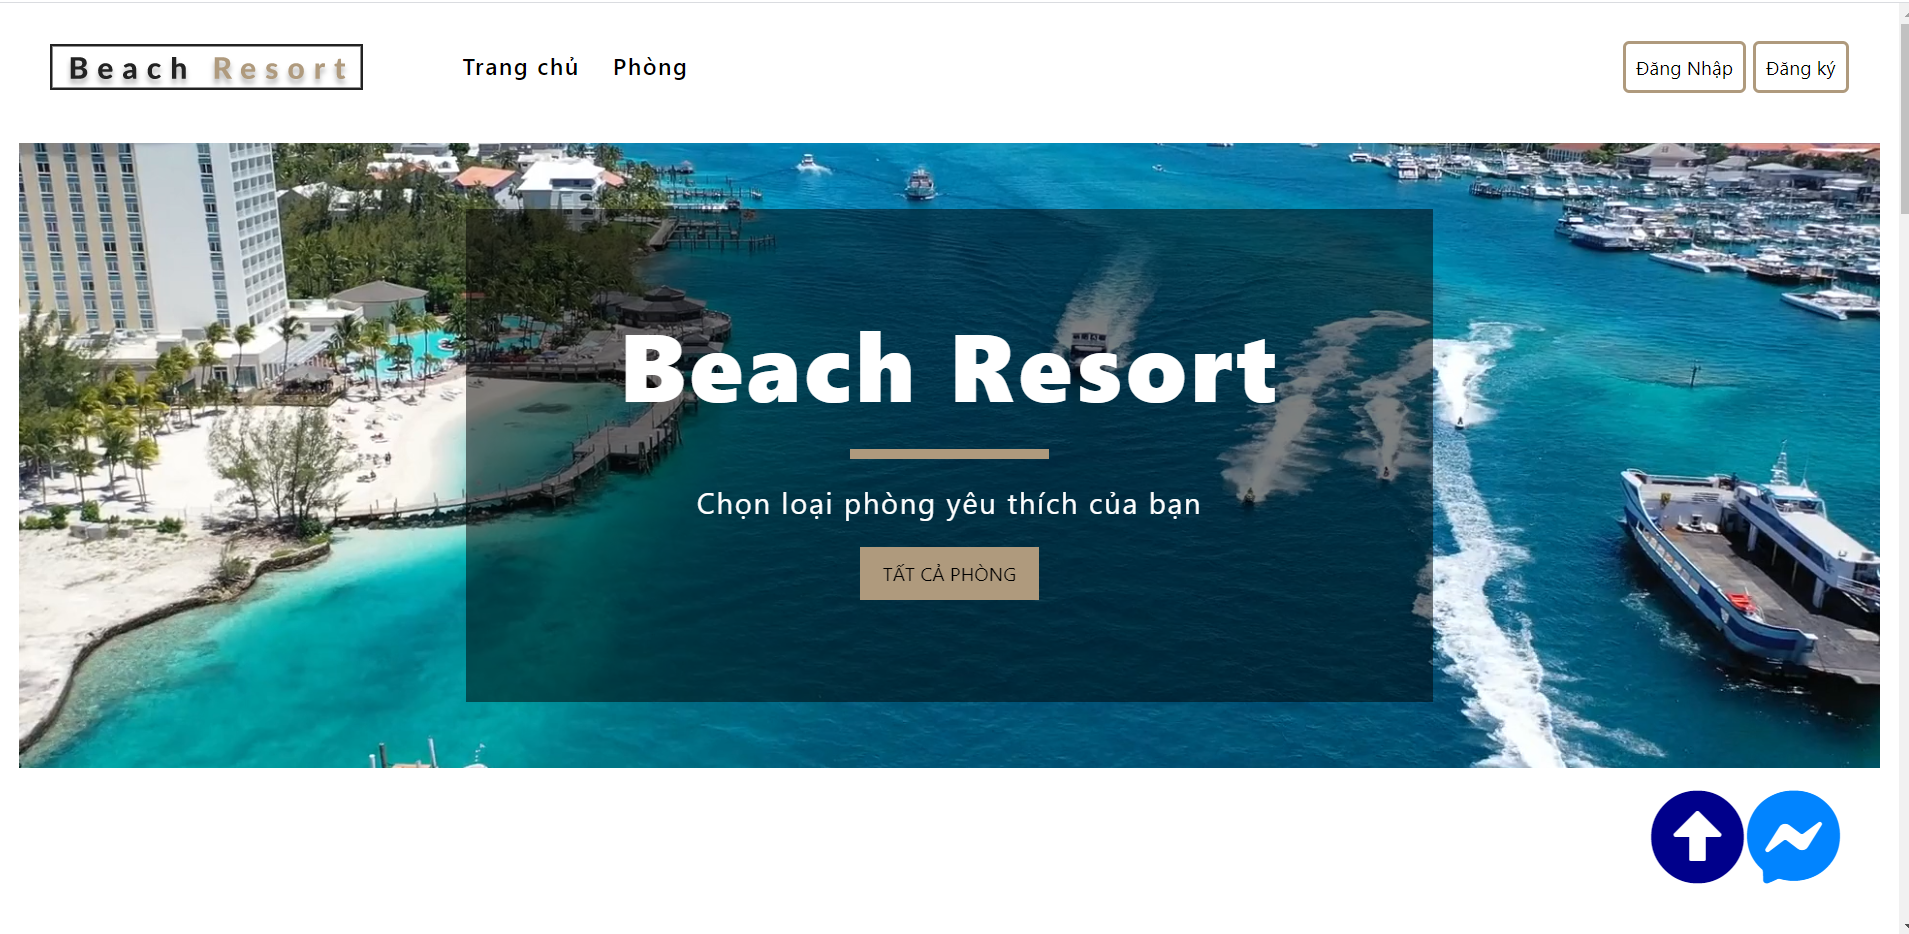 Beach Resort
Trang chủ
Phòng
Đăng Nhập
Đăng ký
Beach Resort
Chọn loại phòng yêu thích của bạn
TẤT CẢ PHÒNG